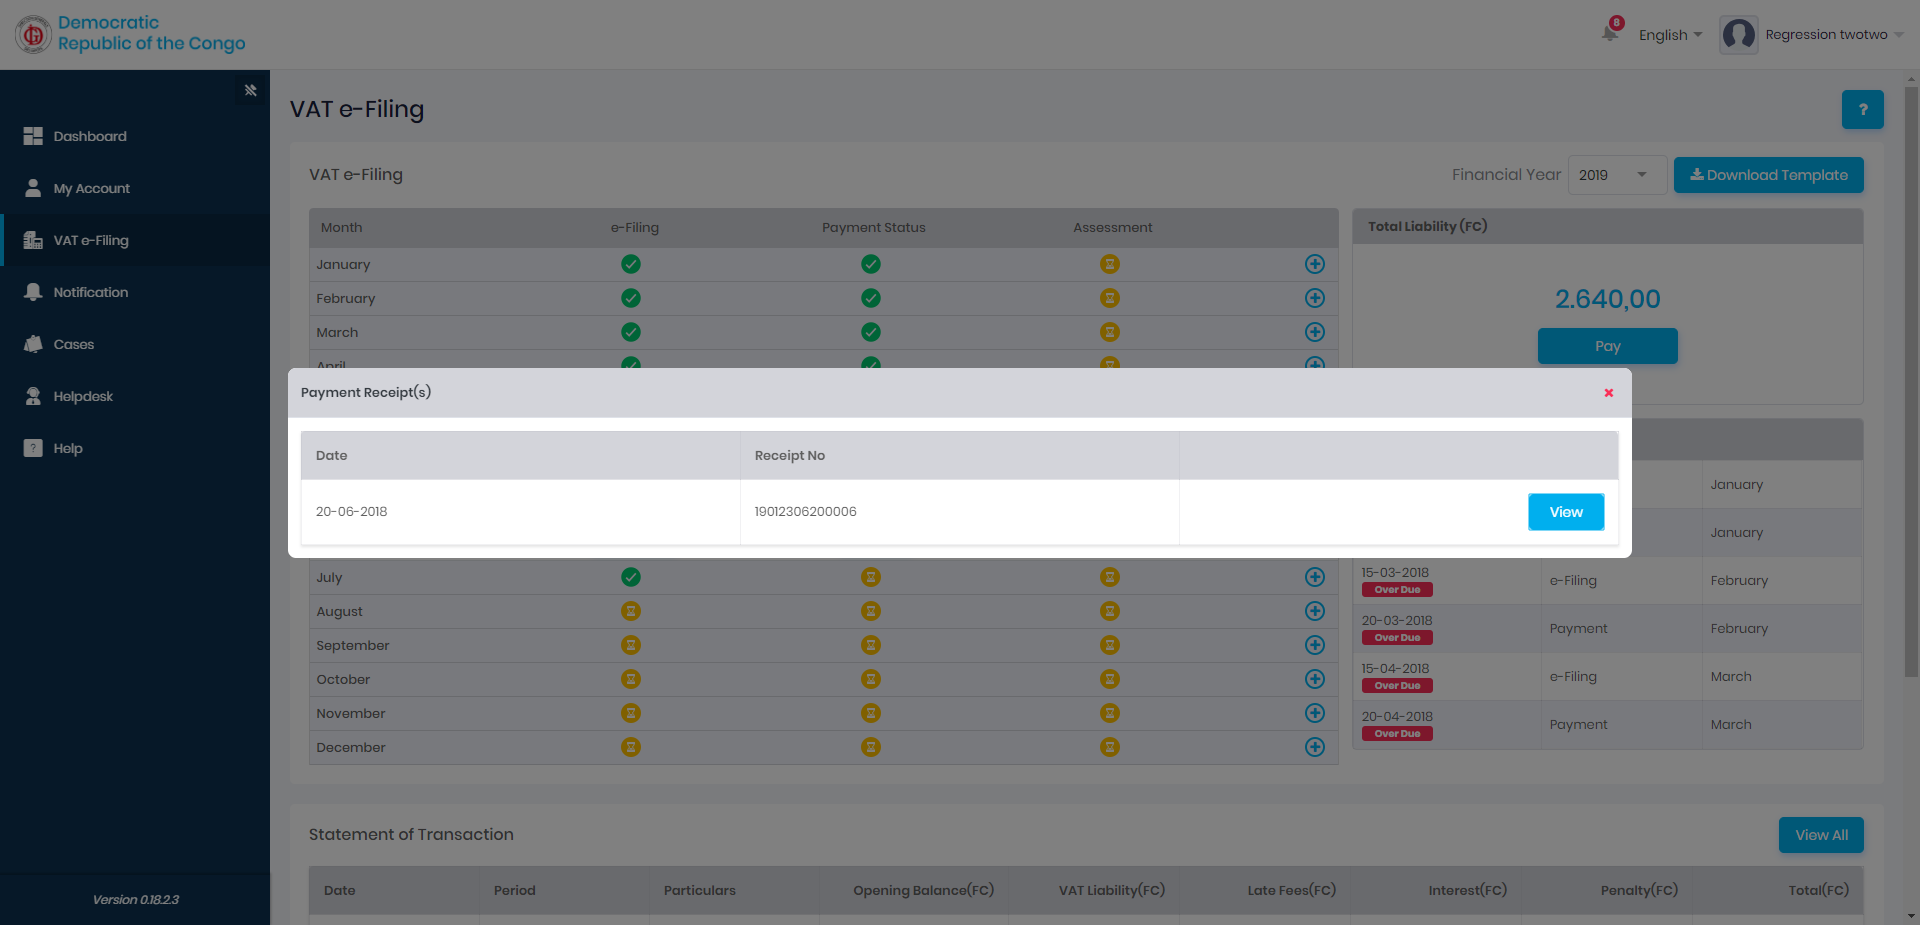 Democratic
Republic of the Congo
8
English
Regression twotwo
Dashboard
My Account
VAT e-Filing
Notification
Cases
Helpdesk
? Help
Version 0.18.2.3
VAT e-Filing
?
VAT e-Filing
Financial Year 2019 Download Template
Month e-Filing Payment Status Assessment
January
February
March
April
Total Liability (FC)
2.640,00
Pay
Payment Receipt(s)
Date Receipt No
20-06-2018 19012306200006 View
July
August
September
October
November
December
January
January
15-03-2018 Over Due e-Filing February
20-03-2018 Over Due Payment February
15-04-2018 Over Due e-Filing March
20-04-2018 Over Due Payment March
Statement of Transaction
View All
Date Period Particulars Opening Balance(FC) VAT Liability(FC) Late Fees(FC) Interest(FC) Penalty(FC) Total(FC)